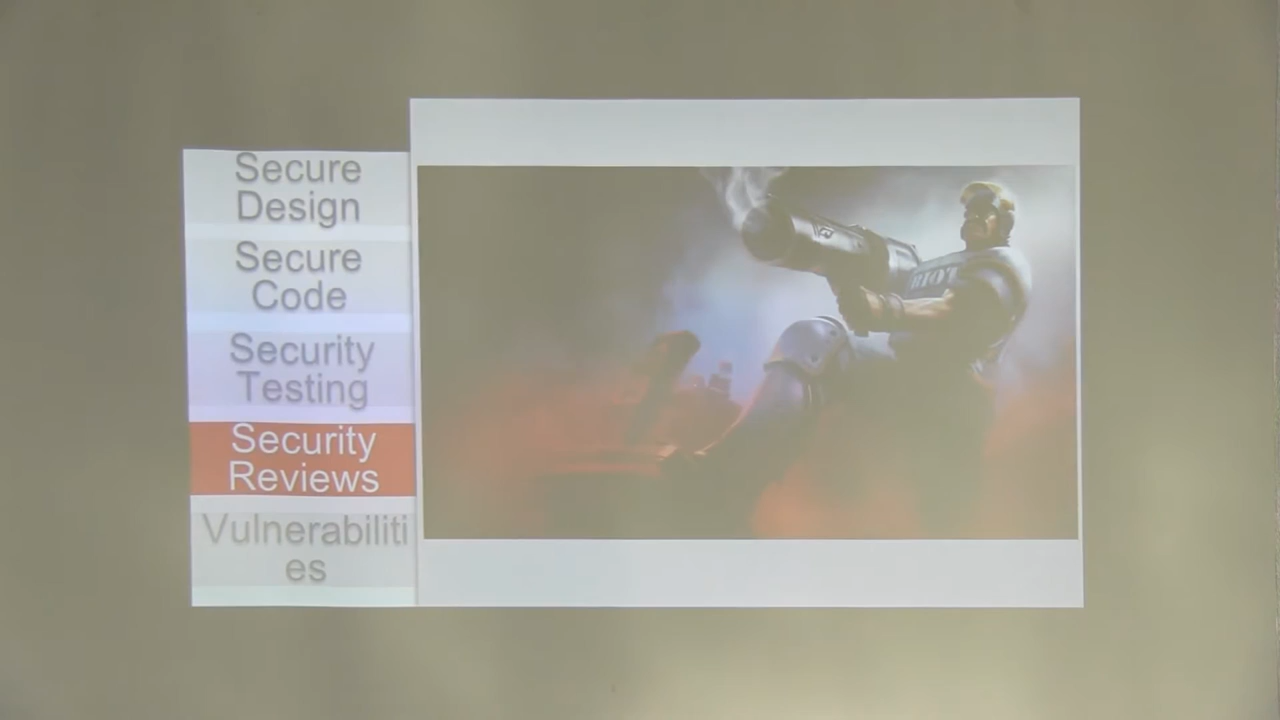 Secure
Design
Secure
Code
Security
Testing
Security
Reviews
Vulnerabiliti
es
RIOT